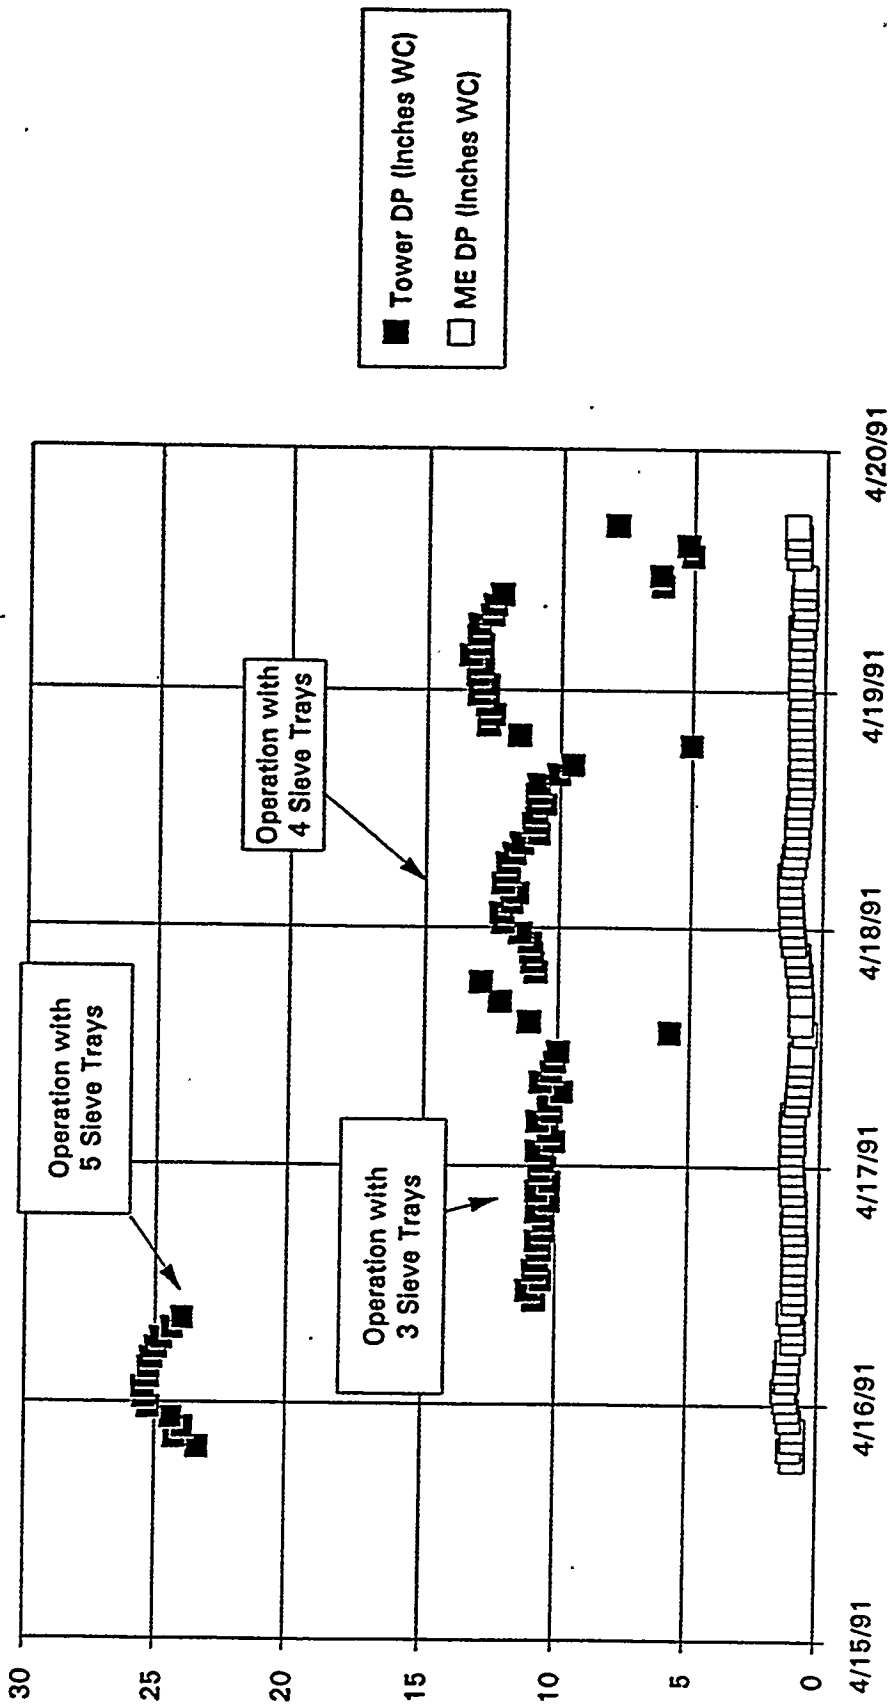 30
25
20
15
10
5
0
4/15/91
4/16/91
4/17/91
4/18/91
4/19/91
4/20/91
Operation with
5 Sieve Trays
Operation with
3 Sieve Trays
Operation with
4 Sieve Trays
Tower DP (Inches WC)
ME DP (Inches WC)